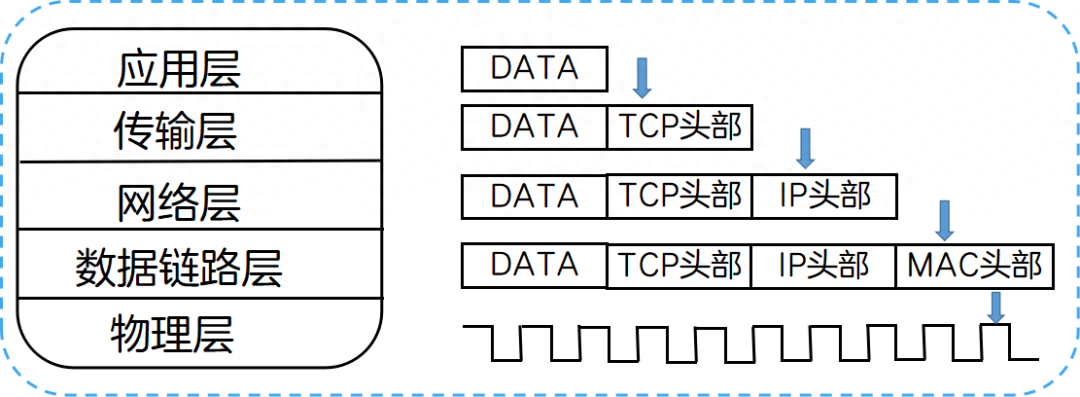 应用层
DATA
传输层
DATA TCP头部
网络层
DATA TCP头部 IP头部
数据链路层
DATA TCP头部 IP头部 MAC头部
物理层